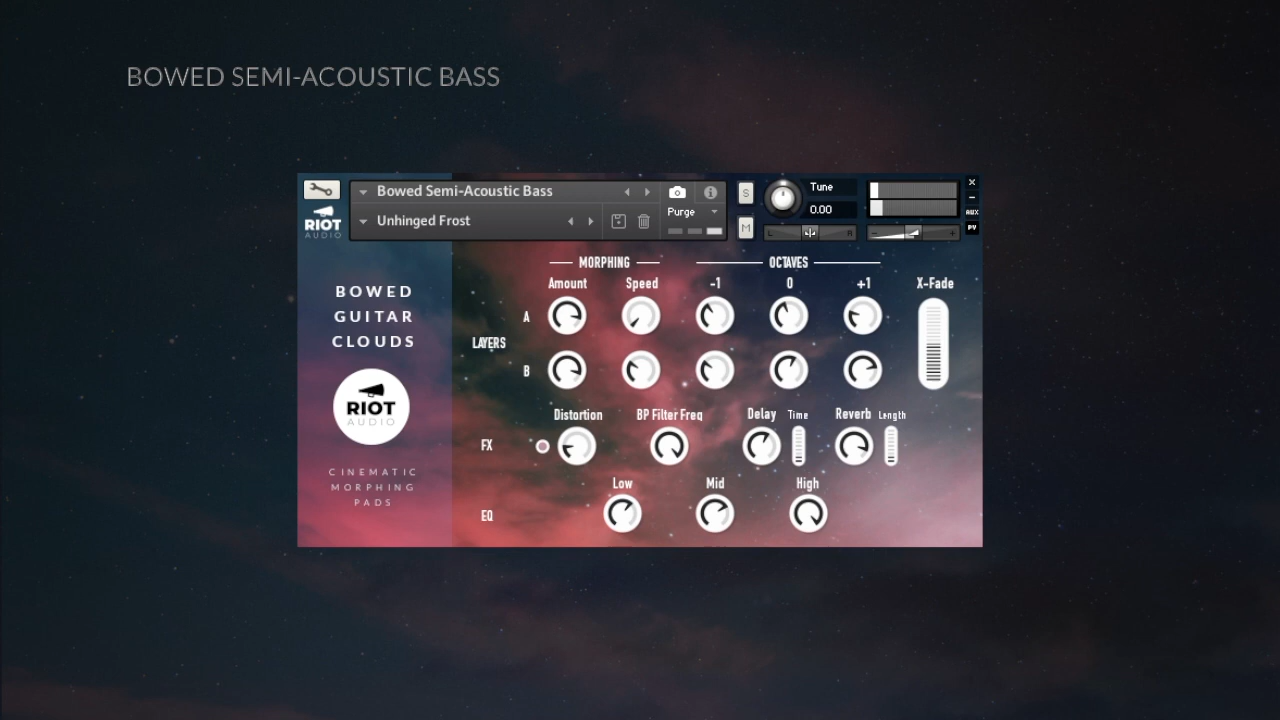 BOWED SEMI-ACOUSTIC BASS
Bowed Semi-Acoustic Bass
Unhinged Frost
Purge
S
M
Tune
0.00
L R
- +
×
–
AUX
PV
RIOT
AUDIO
BOWED
GUITAR
CLOUDS
RIOT
AUDIO
CINEMATIC
MORPHING
PADS
MORPHING OCTAVES
Amount Speed -1 0 +1 X-Fade
A
LAYERS
B
Distortion BP Filter Freq Delay Time Reverb Length
FX
Low Mid High
EQ